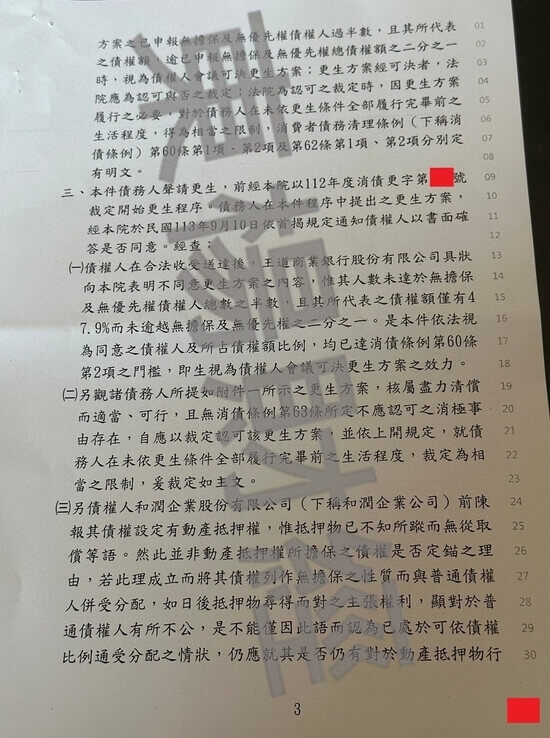 方案之已申報無擔保及無優先權債權人過半數，且其所代表 01
之債權額，逾已申報無擔保及無優先權總債權額之二分之一 02
時，視為債權人會議可決更生方案；更生方案經可決者，法 03
院應為認可與否之裁定；法院為認可之裁定時，因更生方案 04
履行之必要，對於債務人在未依更生條件全部履行完畢前之 05
生活程度，得為相當之限制，消費者債務清理條例（下稱消 06
債條例）第60條第1項、第2項及第62條第1項、第2項分別定 07
有明文。 08
三、本件債務人聲請更生，前經本院以112年度消債更字第 號 09
裁定開始更生程序。債務人在本件程序中提出之更生方案， 10
經本院於民國113年9月10日依首揭規定通知債權人以書面確 11
答是否同意。經查： 12
㈠債權人在合法收受送達後，王道商業銀行股份有限公司具狀 13
向本院表明不同意更生方案之內容，惟其人數未達於無擔保 14
及無優先權債權人總數之半數，且其所代表之債權額僅有4 15
7.9%而未逾越無擔保及無優先權之二分之一。是本件依法視 16
為同意之債權人及所占債權額比例，均已達消債條例第60條 17
第2項之門檻，即生視為債權人會議可決更生方案之效力。 18
㈡另觀諸債務人所提如附件一所示之更生方案，核屬盡力清償 19
而適當、可行，且無消債條例第63條所定不應認可之消極事 20
由存在，自應以裁定認可該更生方案，並依上開規定，就債 21
務人在未依更生條件全部履行完畢前之生活程度，裁定為相 22
當之限制，爰裁定如主文。 23
㈢另債權人和潤企業股份有限公司（下稱和潤企業公司）前陳 24
報其債權設定有動產抵押權，惟抵押物已不知所蹤而無從取 25
償等語。然此並非動產抵押權所擔保之債權是否定錨之理 26
由，若此理成立而將其債權列作無擔保之性質而與普通債權 27
人併受分配，如日後抵押物尋得而對之主張權利，顯對於普 28
通債權人有所不公，是不能僅因此語而認為已處於可依債權 29
比例通受分配之情狀，仍應就其是否仍有對於動產抵押物行 30
3